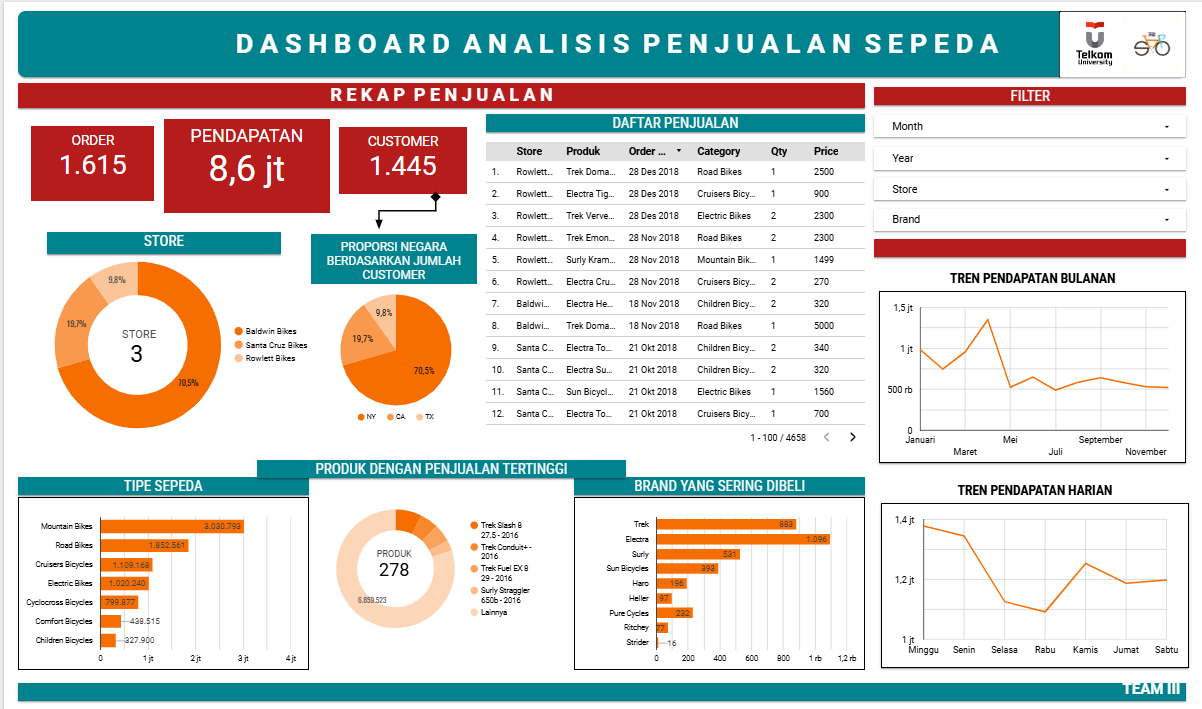 DASHBOARD ANALISIS PENJUALAN SEPEDA
Telkom
University
REKAP PENJUALAN
ORDER
1.615
PENDAPATAN
8,6 jt
CUSTOMER
1.445
STORE
9,8%
19,7%
70,5%
STORE
3
Baldwin Bikes
Santa Cruz Bikes
Rowlett Bikes
PROPORSI NEGARA
BERDASARKAN JUMLAH
CUSTOMER
9,8%
19,7%
70,5%
NY CA TX
DAFTAR PENJUALAN
Store Produk Order ... Category Qty Price
1. Rowlett... Trek Doma... 28 Des 2018 Road Bikes 1 2500
2. Rowlett... Electra Tig... 28 Des 2018 Cruisers Bicy... 1 900
3. Rowlett... Trek Verve... 28 Des 2018 Electric Bikes 2 2300
4. Rowlett... Trek Emon... 28 Nov 2018 Road Bikes 2 2300
5. Rowlett... Surly Kram... 28 Nov 2018 Mountain Bik... 1 1499
6. Rowlett... Electra Cru... 28 Nov 2018 Cruisers Bicy... 1 270
7. Baldwi... Electra He... 18 Nov 2018 Children Bicy... 2 320
8. Baldwi... Trek Doma... 18 Nov 2018 Road Bikes 1 5000
9. Santa C... Electra To... 21 Okt 2018 Children Bicy... 2 340
10. Santa C... Electra Su... 21 Okt 2018 Children Bicy... 2 320
11. Santa C... Sun Bicycl... 21 Okt 2018 Electric Bikes 1 1560
12. Santa C... Electra To... 21 Okt 2018 Cruisers Bicy... 1 700
1 - 100 / 4658
FILTER
Month
Year
Store
Brand
TREN PENDAPATAN BULANAN
1,5 jt
1 jt
500 rb
0
Januari Mei September
Maret Juli November
PRODUK DENGAN PENJUALAN TERTINGGI
TIPE SEPEDA
Mountain Bikes 3.030.793
Road Bikes 1.852.561
Cruisers Bicycles 1.109.168
Electric Bikes 1.020.240
Cyclocross Bicycles 799.877
Comfort Bicycles 438.515
Children Bicycles 327.900
0 1 jt 2 jt 3 jt 4 jt
PRODUK
278
6.859.523
Trek Slash 8
27.5 - 2016
Trek Conduit+ -
2016
Trek Fuel EX 8
29 - 2016
Surly Straggler
650b - 2016
Lainnya
BRAND YANG SERING DIBELI
Trek 883
Electra 1.096
Surly 531
Sun Bicycles 393
Haro 196
Heller 97
Pure Cycles 232
Ritchey 77
Strider 16
0 200 400 600 800 1 rb 1,2 rb
TREN PENDAPATAN HARIAN
1,4 jt
1,2 jt
1 jt
Minggu Senin Selasa Rabu Kamis Jumat Sabtu
TEAM III